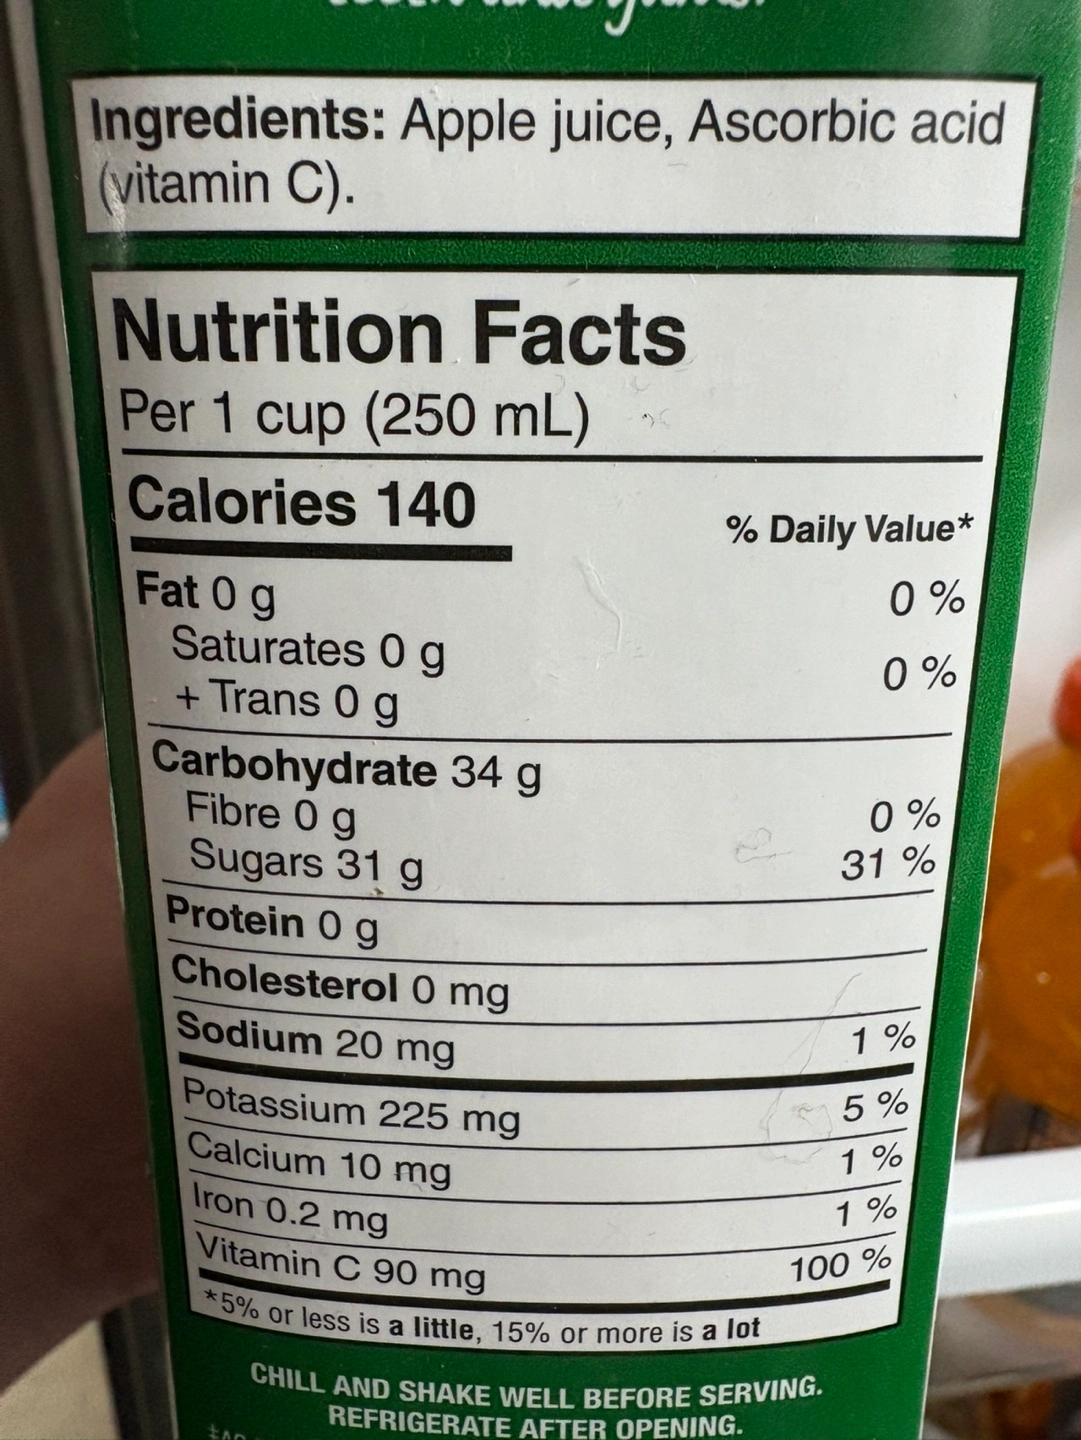 Ingredients: Apple juice, Ascorbic acid
(vitamin C).
Nutrition Facts
Per 1 cup (250 mL)
Calories 140
% Daily Value*
Fat 0 g 0 %
Saturates 0 g
+ Trans 0 g 0 %
Carbohydrate 34 g
Fibre 0 g 0 %
Sugars 31 g 31 %
Protein 0 g
Cholesterol 0 mg
Sodium 20 mg 1 %
Potassium 225 mg 5 %
Calcium 10 mg 1 %
Iron 0.2 mg 1 %
Vitamin C 90 mg 100 %
*5% or less is a little, 15% or more is a lot
CHILL AND SHAKE WELL BEFORE SERVING.
REFRIGERATE AFTER OPENING.